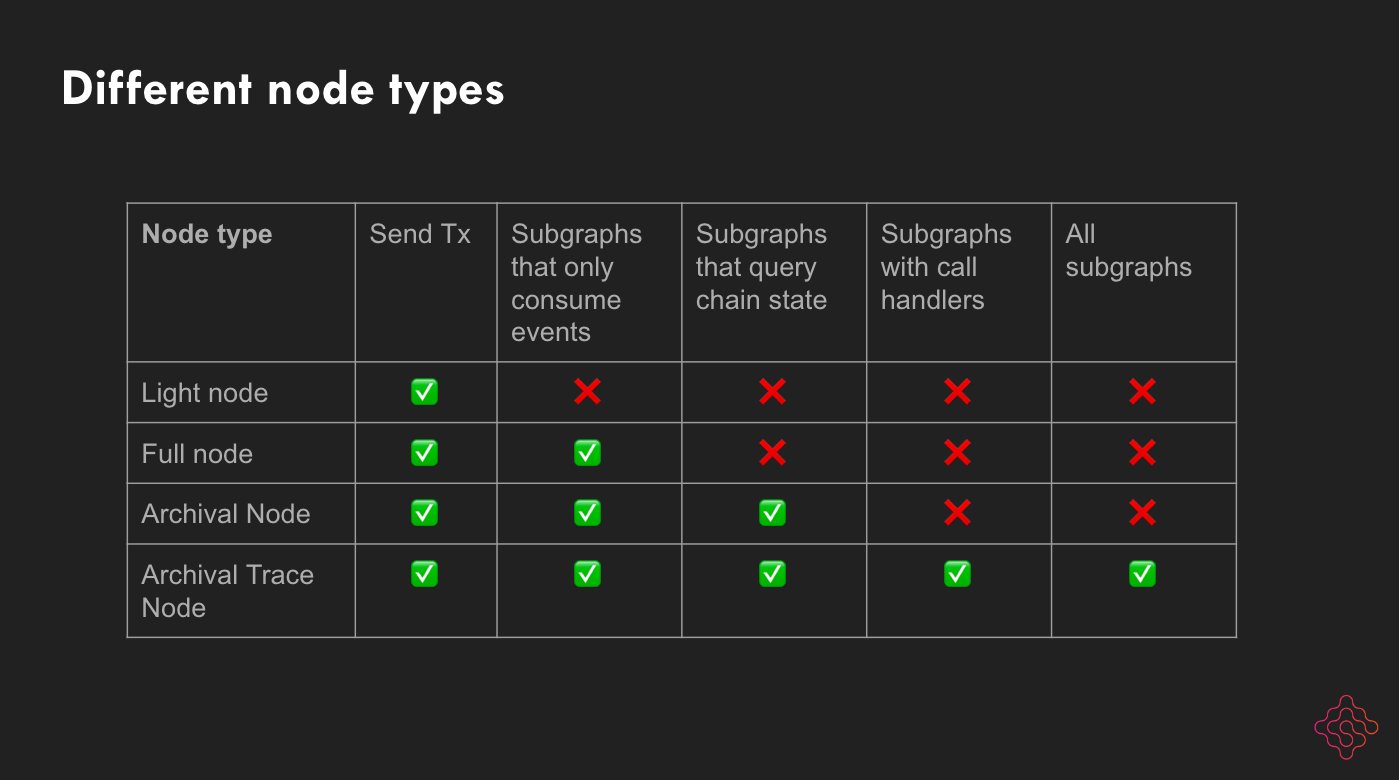 Different node types
Node type
Send Tx
Subgraphs
that only
consume
events
Subgraphs
that query
chain state
Subgraphs
with call
handlers
All
subgraphs
Light node
✅ ❌ ❌ ❌ ❌
Full node
✅ ✅ ❌ ❌ ❌
Archival Node
✅ ✅ ✅ ❌ ❌
Archival Trace
Node
✅ ✅ ✅ ✅ ✅